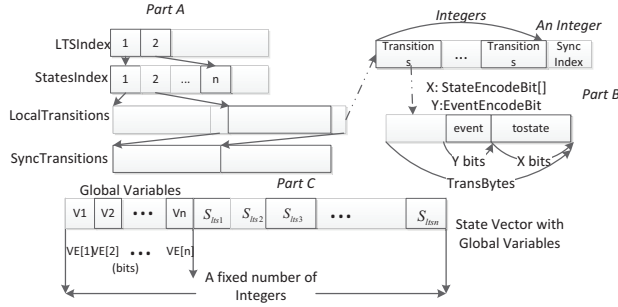 Part A
LTSIndex 1 2
StatesIndex 1 2 ... n
LocalTransitions
SyncTransitions
Integers
An Integer
Transition s ... Transition s Sync Index
X: StateEncodeBit[]
Y:EventEncodeBit
Part B
event tostate
Y bits X bits
TransBytes
Part C
Global Variables
V1 V2 ••• Vn S_lts1 S_lts2 S_lts3 ••• S_ltsn
State Vector with
Global Variables
VE[1] VE[2] ••• VE[n]
(bits)
A fixed number of
Integers